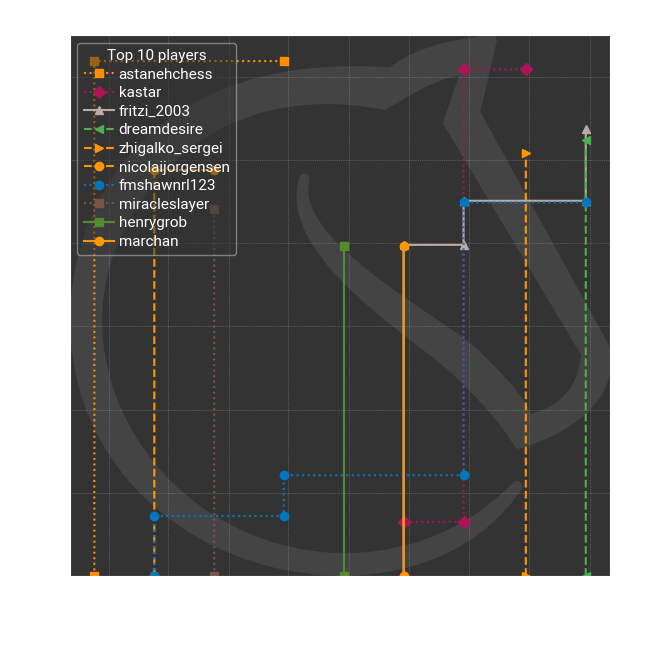 Top 10 players
astanehchess
kastar
fritzi_2003
dreamdesire
zhigalko_sergei
nicolaijorgensen
fmshawnrl123
miracleslayer
henrygrob
marchan